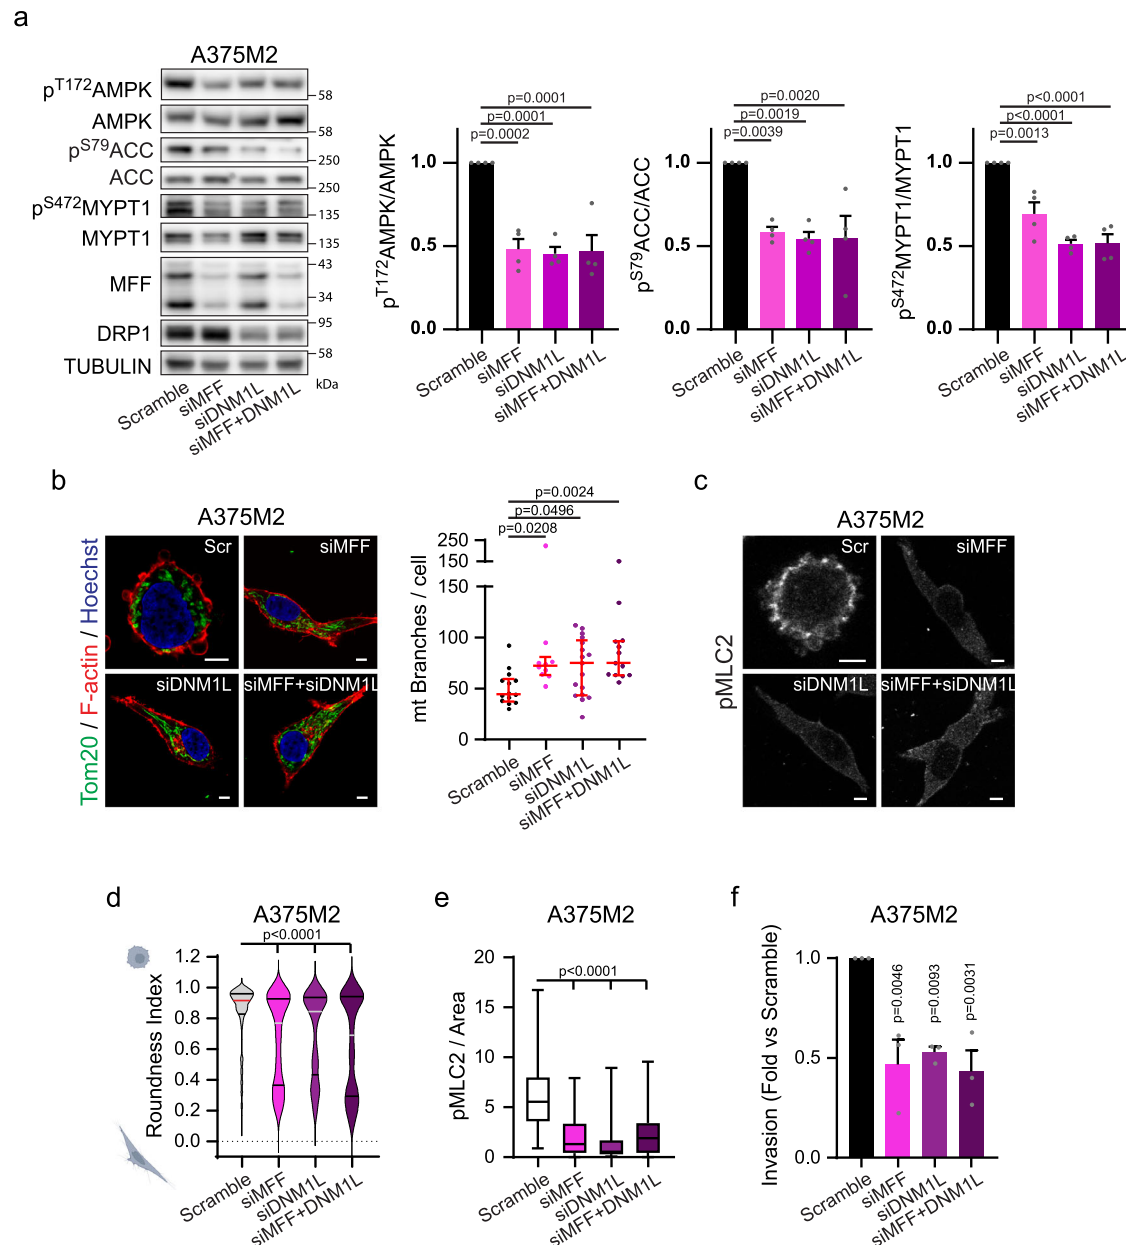 a
A375M2
pT172AMPK
58
AMPK
58
pS79ACC
250
ACC
250
pS472MYPT1
135
MYPT1
135
MFF
43
34
DRP1
95
TUBULIN
58
kDa
Scramble
siMFF
siDNM1L
siMFF+DNM1L
p=0.0001
p=0.0001
p=0.0002
1.0
0.5
0.0
pT172AMPK/AMPK
Scramble
siMFF
siDNM1L
siMFF+DNM1L
p=0.0020
p=0.0019
p=0.0039
1.0
0.5
0.0
pS79ACC/ACC
Scramble
siMFF
siDNM1L
siMFF+DNM1L
p<0.0001
p<0.0001
p=0.0013
1.0
0.5
0.0
pS472MYPT1/MYPT1
Scramble
siMFF
siDNM1L
siMFF+DNM1L
b
A375M2
Scr
siMFF
siDNM1L
siMFF+siDNM1L
Tom20 / F-actin / Hoechst
p=0.0024
p=0.0496
p=0.0208
250
150
150
100
50
0
mt Branches / cell
Scramble
siMFF
siDNM1L
siMFF+DNM1L
c
A375M2
Scr
siMFF
siDNM1L
siMFF+siDNM1L
pMLC2
d
A375M2
p<0.0001
1.2
1.0
0.8
0.6
0.4
0.2
0.0
Roundness Index
Scramble
siMFF
siDNM1L
siMFF+DNM1L
e
A375M2
p<0.0001
20
15
10
5
0
pMLC2 / Area
Scramble
siMFF
siDNM1L
siMFF+DNM1L
f
A375M2
p=0.0046
p=0.0093
p=0.0031
1.0
0.5
0.0
Invasion (Fold vs Scramble)
Scramble
siMFF
siDNM1L
siMFF+DNM1L